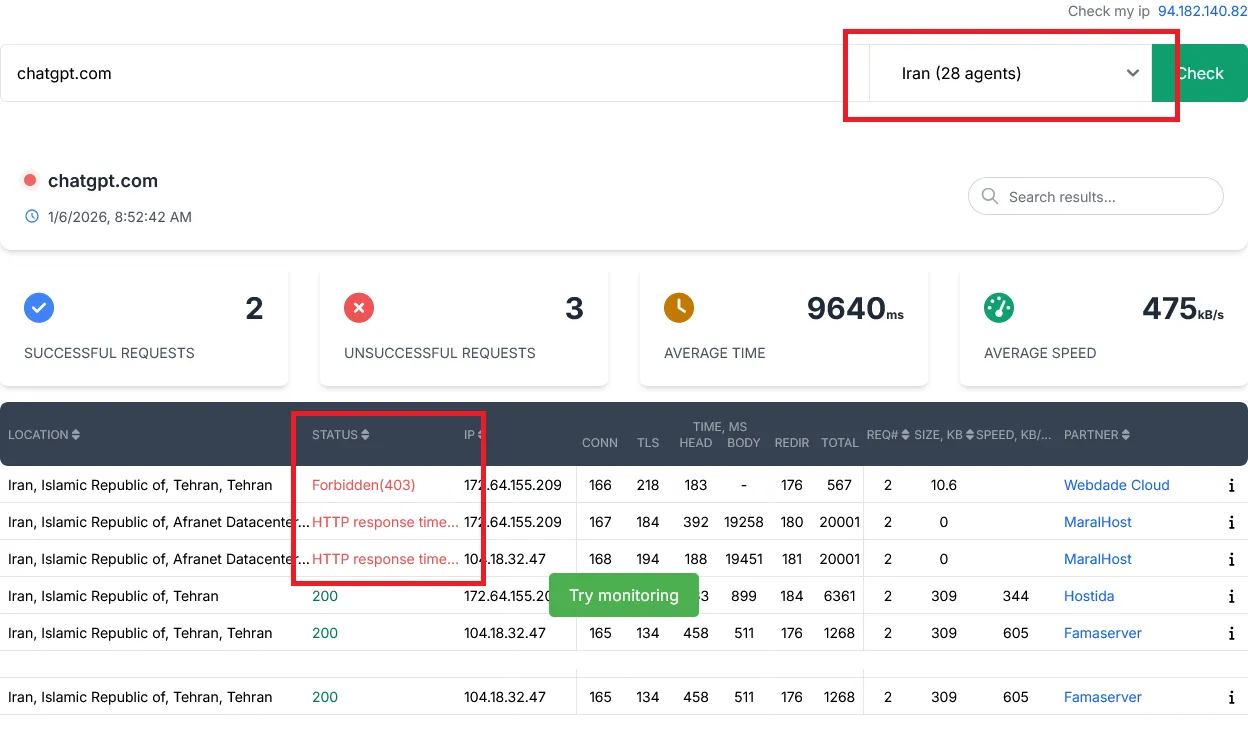 Check my ip 94.182.140.82
chatgpt.com Iran (28 agents) Check
chatgpt.com
1/6/2026, 8:52:42 AM
Search results...
2 3 9640ms 475kB/s
SUCCESSFUL REQUESTS UNSUCCESSFUL REQUESTS AVERAGE TIME AVERAGE SPEED
TIME, MS
LOCATION STATUS IP CONN TLS HEAD BODY REDIR TOTAL REQ# SIZE, KB SPEED, KB/... PARTNER
Iran, Islamic Republic of, Tehran, Tehran Forbidden(403) 172.64.155.209 166 218 183 - 176 567 2 10.6 Webdade Cloud i
Iran, Islamic Republic of, Afranet Datacenter... HTTP response time... 172.64.155.209 167 184 392 19258 180 20001 2 0 MaralHost i
Iran, Islamic Republic of, Afranet Datacenter... HTTP response time... 104.18.32.47 168 194 188 19451 181 20001 2 0 MaralHost i
Iran, Islamic Republic of, Tehran 200 172.64.155.20 Try monitoring 3 899 184 6361 2 309 344 Hostida i
Iran, Islamic Republic of, Tehran, Tehran 200 104.18.32.47 165 134 458 511 176 1268 2 309 605 Famaserver i
Iran, Islamic Republic of, Tehran, Tehran 200 104.18.32.47 165 134 458 511 176 1268 2 309 605 Famaserver i